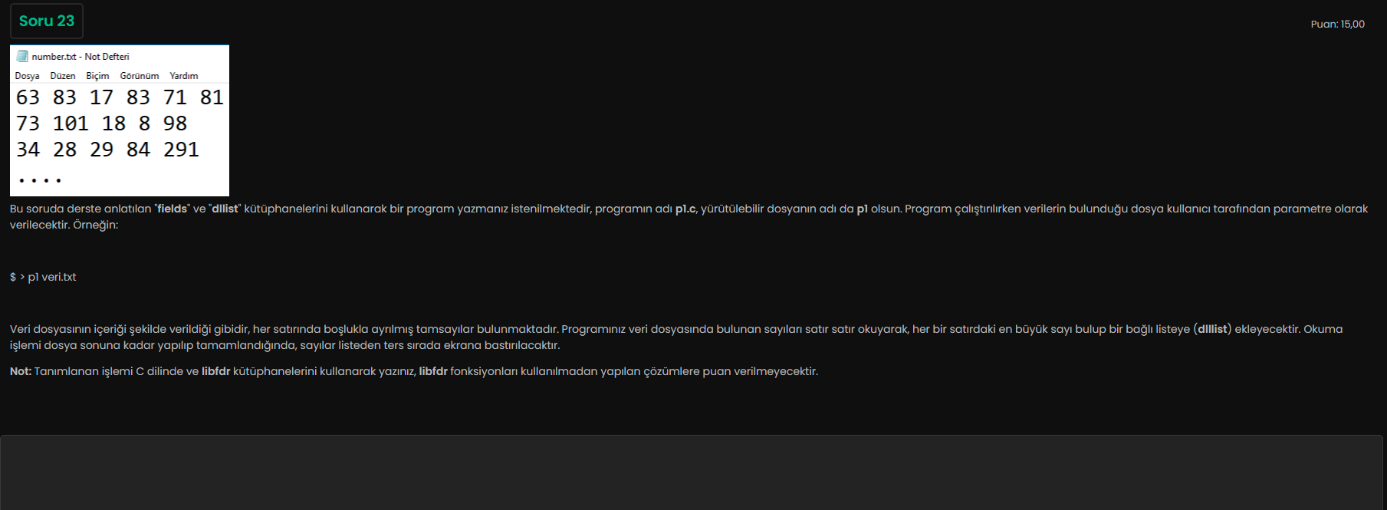 Soru 23
Puan: 15,00
number.txt - Not Defteri
Dosya Düzen Biçim Görünüm Yardım
63 83 17 83 71 81
73 101 18 8 98
34 28 29 84 291
....
Bu soruda derste anlatılan "fields" ve "dllist" kütüphanelerini kullanarak bir program yazmanız istenilmektedir, programın adı p1.c, yürütülebilir dosyanın adı da p1 olsun. Program çalıştırılırken verilerin bulunduğu dosya kullanıcı tarafından parametre olarak
verilecektir. Örneğin:
$ > p1 veri.txt
Veri dosyasının içeriği şekilde verildiği gibidir, her satırında boşlukla ayrılmış tamsayılar bulunmaktadır. Programınız veri dosyasında bulunan sayıları satır satır okuyarak, her bir satırdaki en büyük sayı bulup bir bağlı listeye (dlllist) ekleyecektir. Okuma
işlemi dosya sonuna kadar yapılıp tamamlandığında, sayılar listeden ters sırada ekrana bastırılacaktır.
Not: Tanımlanan işlemi C dilinde ve libfdr kütüphanelerini kullanarak yazınız, libfdr fonksiyonları kullanılmadan yapılan çözümlere puan verilmeyecektir.